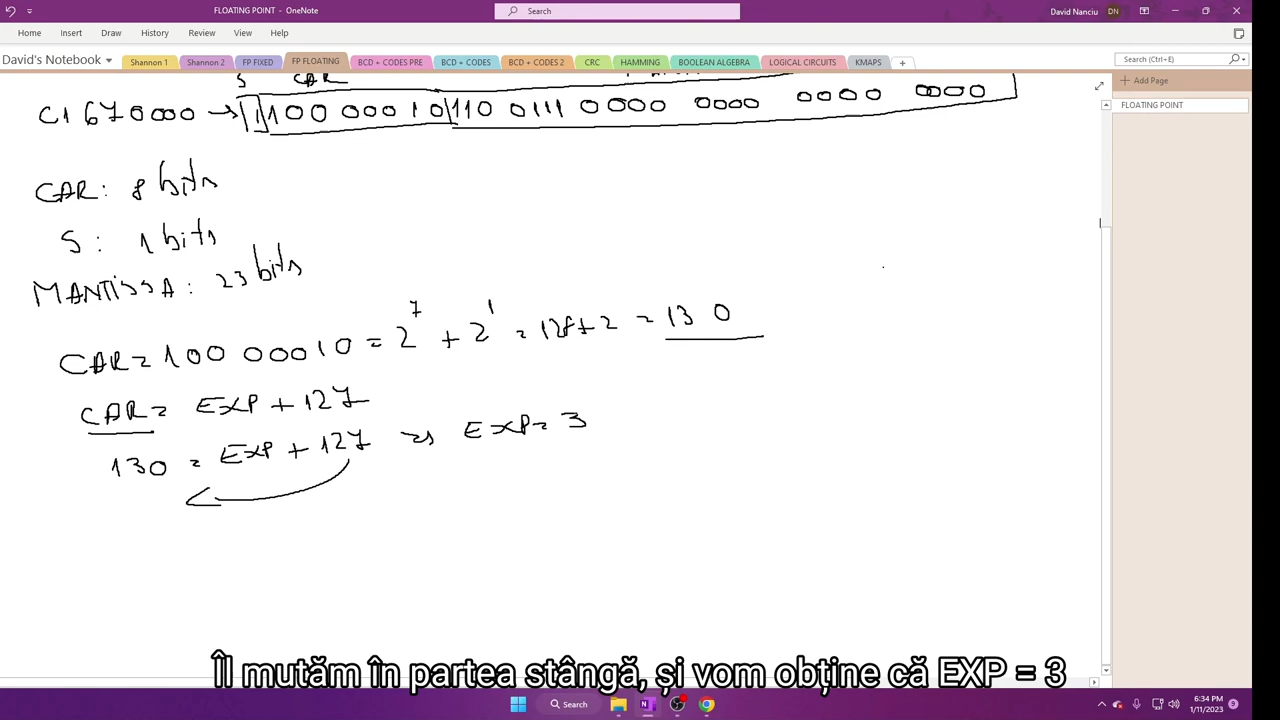 FLOATING POINT - OneNote
Search
David Nanciu DN
Home Insert Draw History Review View Help
David's Notebook
Shannon 1 Shannon 2 FP FIXED FP FLOATING BCD + CODES PRE BCD + CODES BCD + CODES 2 CRC HAMMING BOOLEAN ALGEBRA LOGICAL CIRCUITS KMAPS
Search (Ctrl+E)
Add Page
FLOATING POINT
S CAR
C1 670000 → 1 100 0001 0 110 0111 0000 0000 0000 0000
CAR: 8 bits
S: 1 bits
MANTISSA: 23 bits
CAR = 100 00010 = 2^7 + 2^1 = 128 + 2 = 130
CAR = EXP + 127
130 = EXP + 127 => EXP = 3
Îl mutăm în partea stângă, și vom obține că EXP = 3
Search
6:34 PM
1/11/2023